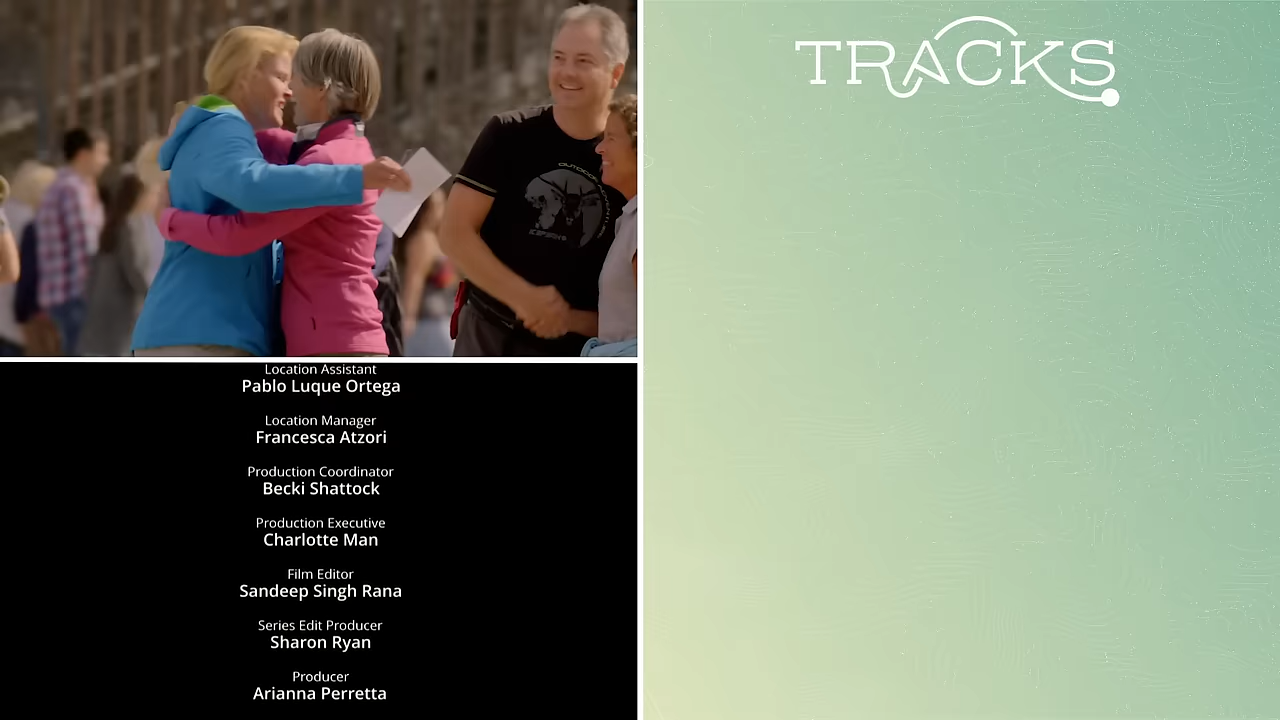 TRACKS
Location Assistant
Pablo Luque Ortega
Location Manager
Francesca Atzori
Production Coordinator
Becki Shattock
Production Executive
Charlotte Man
Film Editor
Sandeep Singh Rana
Series Edit Producer
Sharon Ryan
Producer
Arianna Perretta